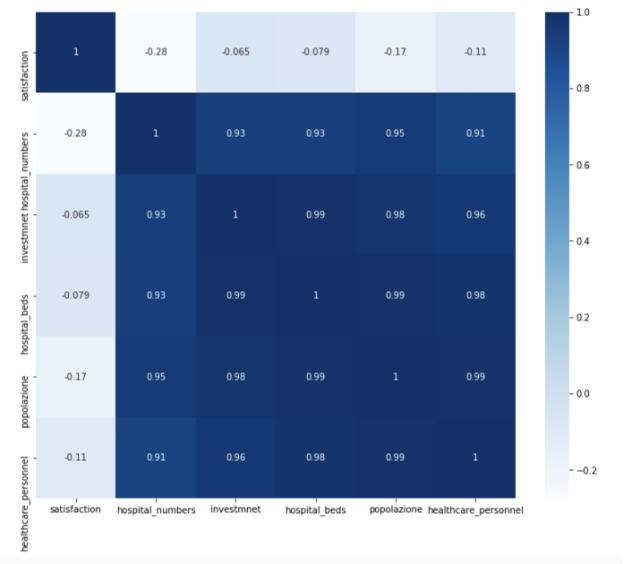 satisfaction 1 -0.28 -0.065 -0.079 -0.17 -0.11
hospital_numbers -0.28 1 0.93 0.93 0.95 0.91
investmnet -0.065 0.93 1 0.99 0.98 0.96
hospital_beds -0.079 0.93 0.99 1 0.99 0.98
popolazione -0.17 0.95 0.98 0.99 1 0.99
healthcare_personnel -0.11 0.91 0.96 0.98 0.99 1
satisfaction hospital_numbers investmnet hospital_beds popolazione healthcare_personnel
1.0
0.8
0.6
0.4
0.2
0.0
−0.2